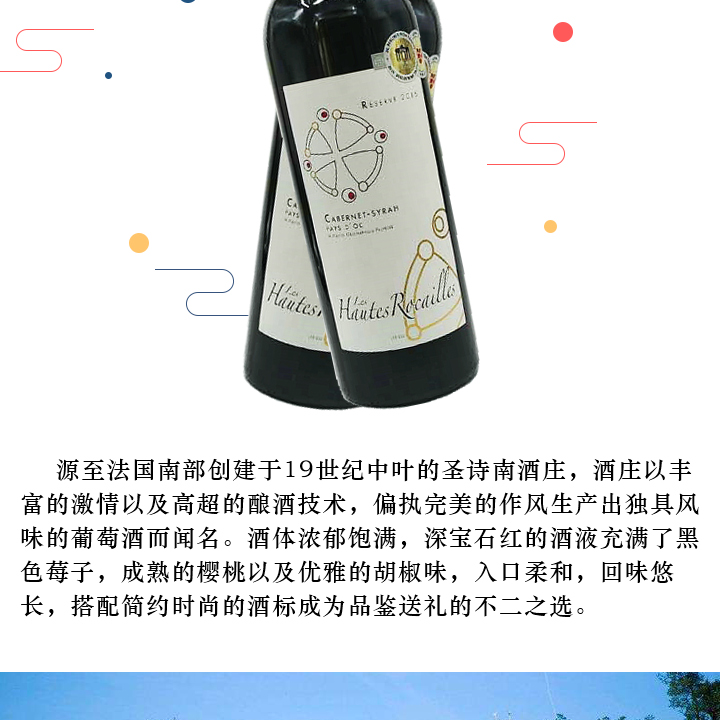 RÉSERVE 2015
CABERNET-SYRAH
PAYS D'OC
Les
Hautes Rocailles
CA
PAYS
Les
Hautes
源至法国南部创建于19世纪中叶的圣诗南酒庄，酒庄以丰
富的激情以及高超的酿酒技术，偏执完美的作风生产出独具风
味的葡萄酒而闻名。酒体浓郁饱满，深宝石红的酒液充满了黑
色莓子，成熟的樱桃以及优雅的胡椒味，入口柔和，回味悠
长，搭配简约时尚的酒标成为品鉴送礼的不二之选。